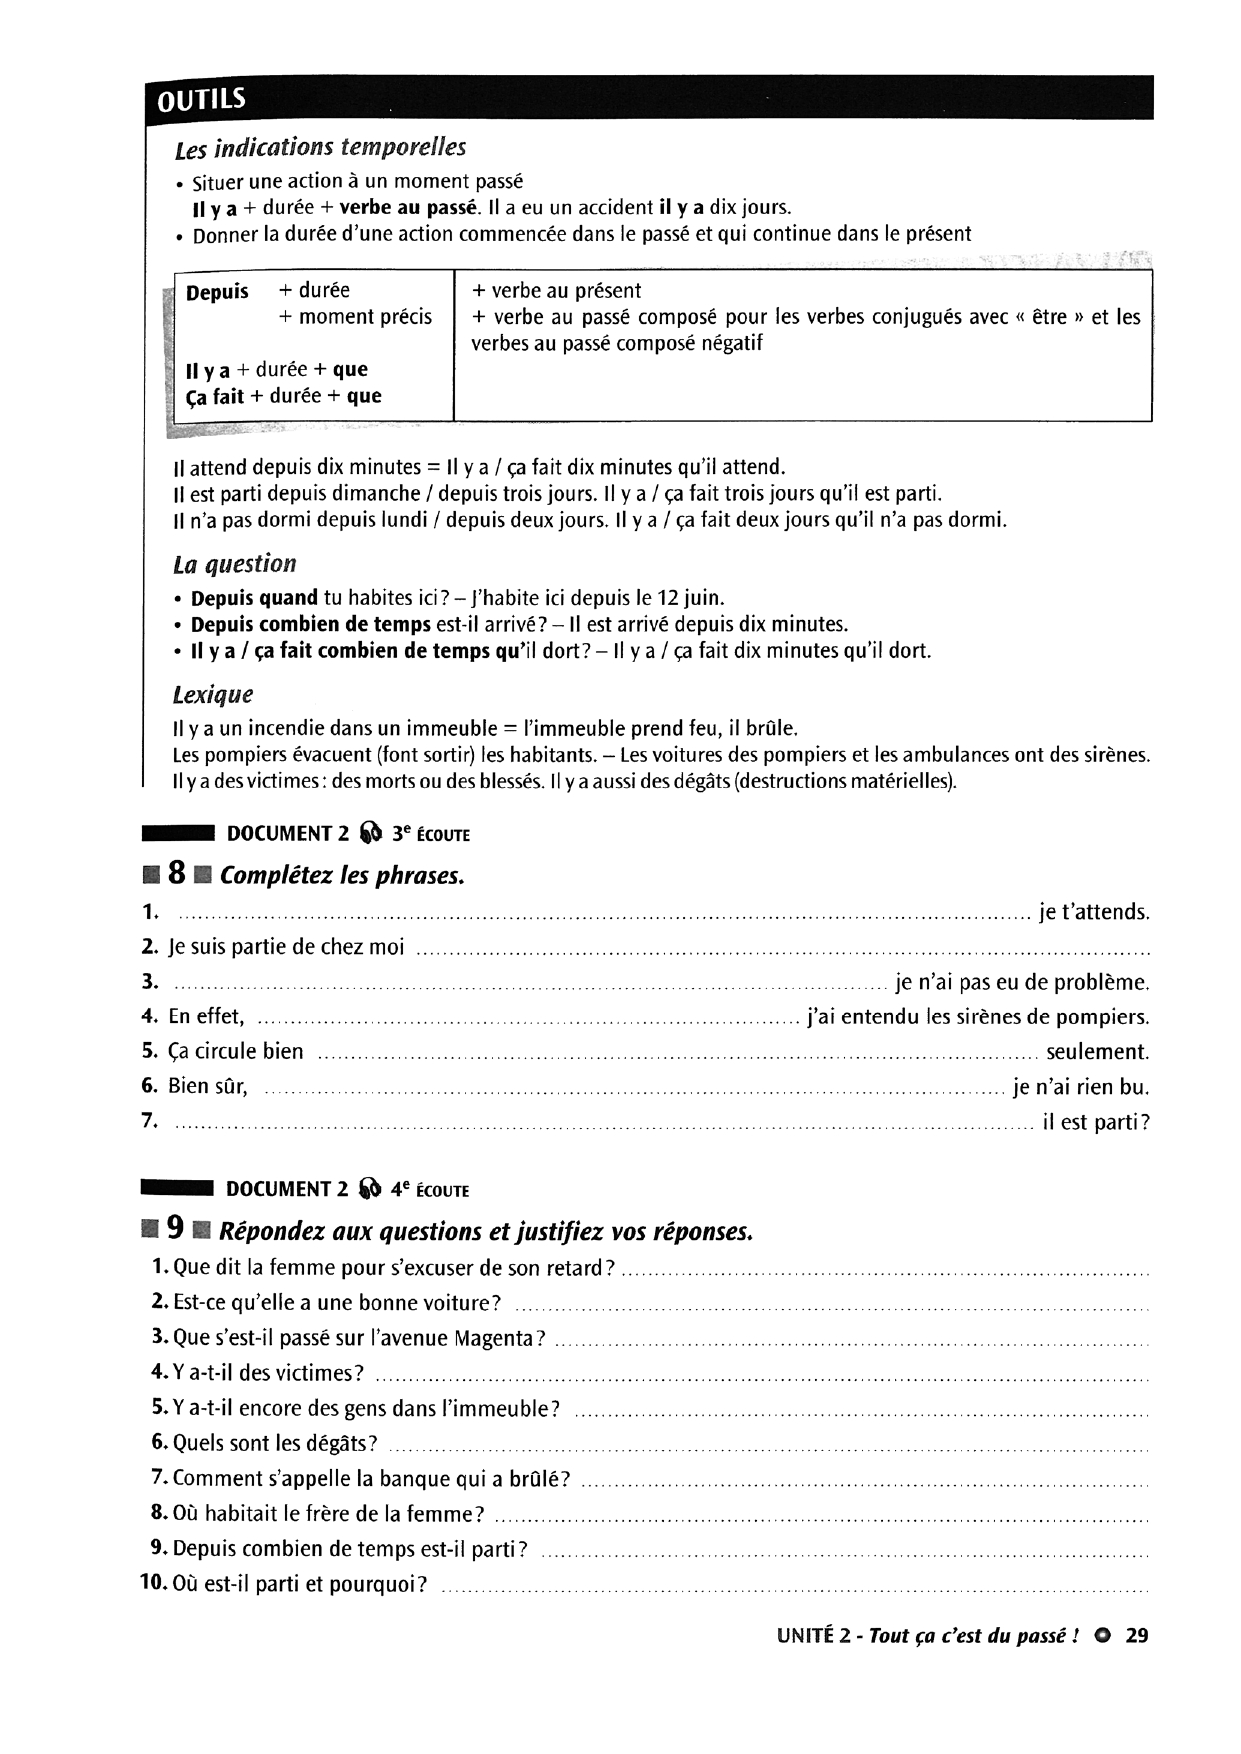 OUTILS
Les indications temporelles
• Situer une action à un moment passé
Il y a + durée + verbe au passé. Il a eu un accident il y a dix jours.
• Donner la durée d'une action commencée dans le passé et qui continue dans le présent
Depuis + durée + verbe au présent
+ moment précis + verbe au passé composé pour les verbes conjugués avec « être » et les
verbes au passé composé négatif
Il y a + durée + que
Ça fait + durée + que
Il attend depuis dix minutes = Il y a / ça fait dix minutes qu'il attend.
Il est parti depuis dimanche / depuis trois jours. Il y a / ça fait trois jours qu'il est parti.
Il n'a pas dormi depuis lundi / depuis deux jours. Il y a / ça fait deux jours qu'il n'a pas dormi.
La question
• Depuis quand tu habites ici ? – J'habite ici depuis le 12 juin.
• Depuis combien de temps est-il arrivé ? – Il est arrivé depuis dix minutes.
• Il y a / ça fait combien de temps qu'il dort ? – Il y a / ça fait dix minutes qu'il dort.
Lexique
Il y a un incendie dans un immeuble = l'immeuble prend feu, il brûle.
Les pompiers évacuent (font sortir) les habitants. – Les voitures des pompiers et les ambulances ont des sirènes.
Il y a des victimes : des morts ou des blessés. Il y a aussi des dégâts (destructions matérielles).
DOCUMENT 2 3e ÉCOUTE
8 Complétez les phrases.
1. ........ je t'attends.
2. Je suis partie de chez moi ........
3. ........ je n'ai pas eu de problème.
4. En effet, ........ j'ai entendu les sirènes de pompiers.
5. Ça circule bien ........ seulement.
6. Bien sûr, ........ je n'ai rien bu.
7. ........ il est parti ?
DOCUMENT 2 4e ÉCOUTE
9 Répondez aux questions et justifiez vos réponses.
1. Que dit la femme pour s'excuser de son retard ? ........
2. Est-ce qu'elle a une bonne voiture ? ........
3. Que s'est-il passé sur l'avenue Magenta ? ........
4. Y a-t-il des victimes ? ........
5. Y a-t-il encore des gens dans l'immeuble ? ........
6. Quels sont les dégâts ? ........
7. Comment s'appelle la banque qui a brûlé ? ........
8. Où habitait le frère de la femme ? ........
9. Depuis combien de temps est-il parti ? ........
10. Où est-il parti et pourquoi ? ........
UNITÉ 2 - Tout ça c'est du passé ! 29